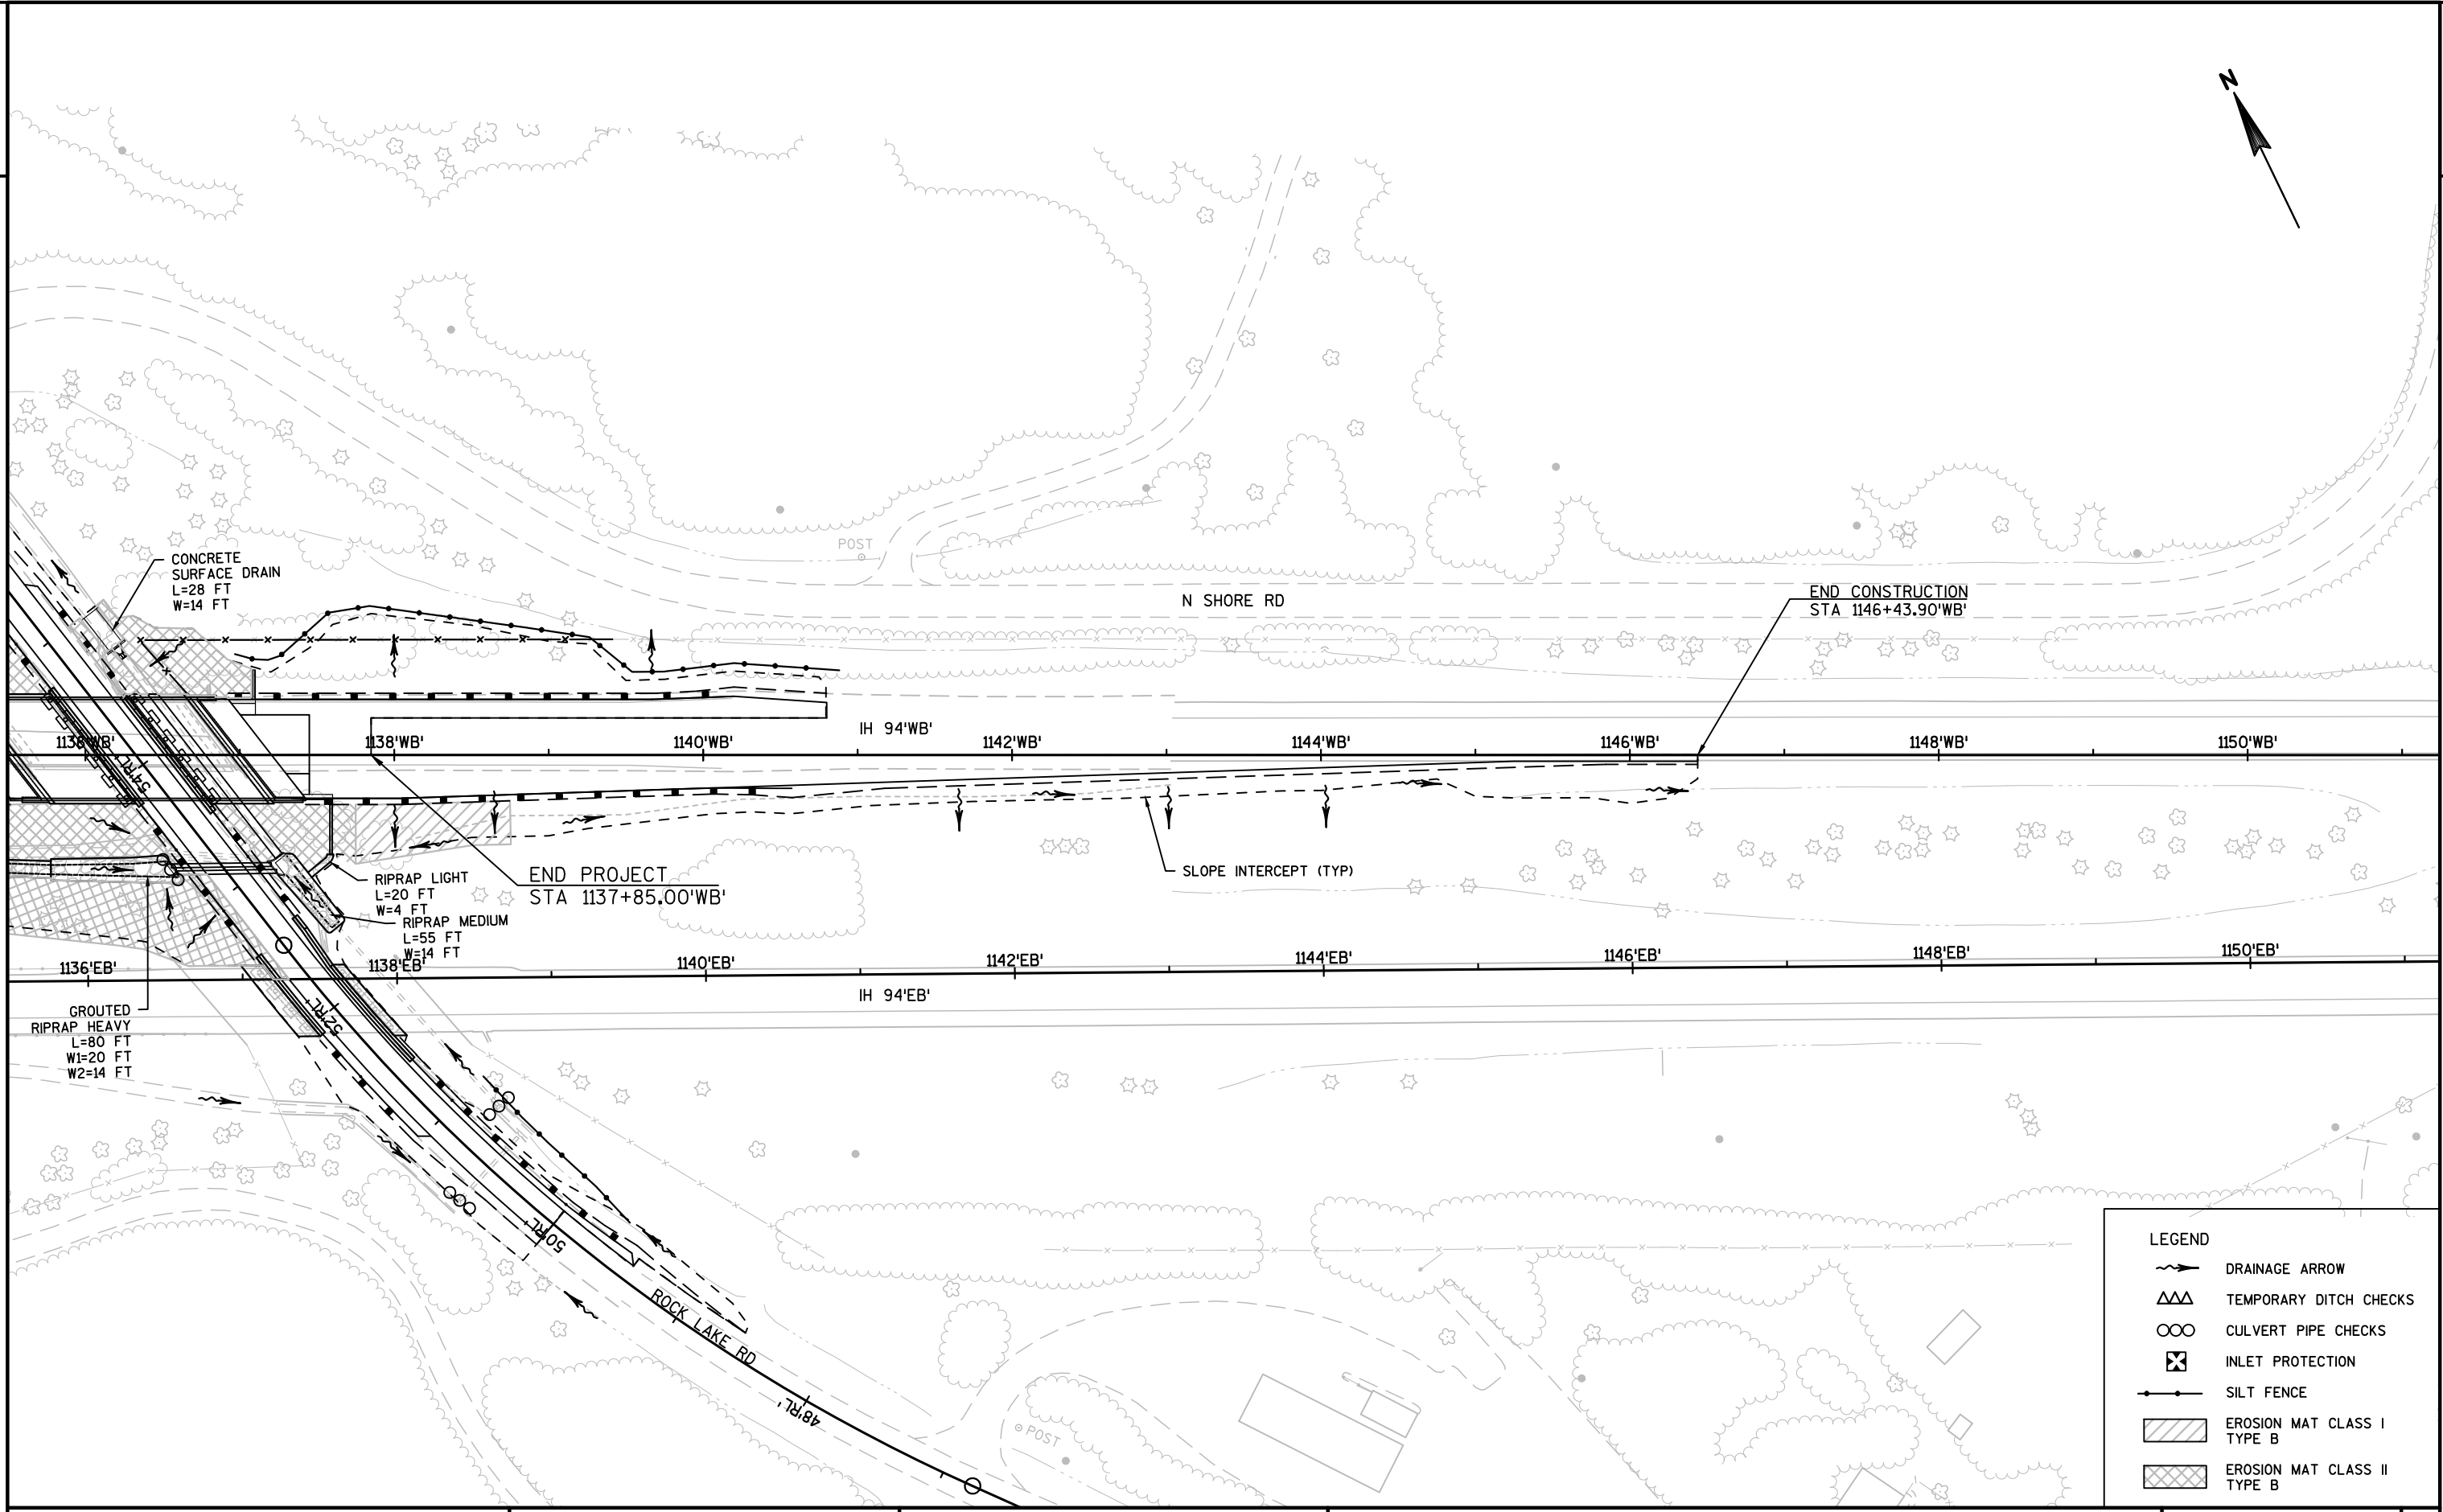 N
POST
CONCRETE
SURFACE DRAIN
L=28 FT
W=14 FT
N SHORE RD
END CONSTRUCTION
STA 1146+43.90'WB'
IH 94'WB'
1138'WB'
1138'WB'
1140'WB'
1142'WB'
1144'WB'
1146'WB'
1148'WB'
1150'WB'
54'RL'
END PROJECT
STA 1137+85.00'WB'
SLOPE INTERCEPT (TYP)
RIPRAP LIGHT
L=20 FT
W=4 FT
RIPRAP MEDIUM
L=55 FT
W=14 FT
1136'EB'
1138'EB'
1140'EB'
1142'EB'
1144'EB'
1146'EB'
1148'EB'
1150'EB'
IH 94'EB'
GROUTED
RIPRAP HEAVY
L=80 FT
W1=20 FT
W2=14 FT
52'RL'
50'RL'
ROCK LAKE RD
48'RL'
POST
LEGEND
DRAINAGE ARROW
TEMPORARY DITCH CHECKS
CULVERT PIPE CHECKS
INLET PROTECTION
SILT FENCE
EROSION MAT CLASS I
TYPE B
EROSION MAT CLASS II
TYPE B